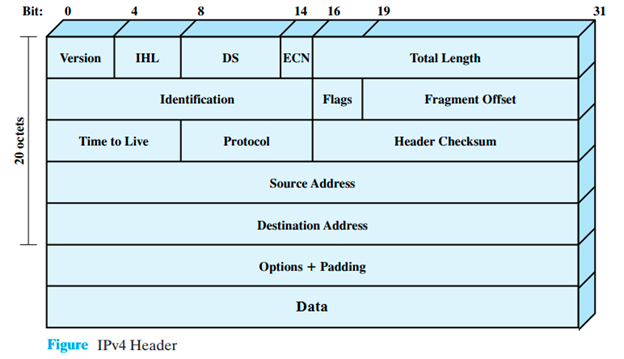 Bit: 0 4 8 14 16 19 31
Version IHL DS ECN Total Length
Identification Flags Fragment Offset
Time to Live Protocol Header Checksum
Source Address
Destination Address
Options + Padding
Data
20 octets
Figure IPv4 Header